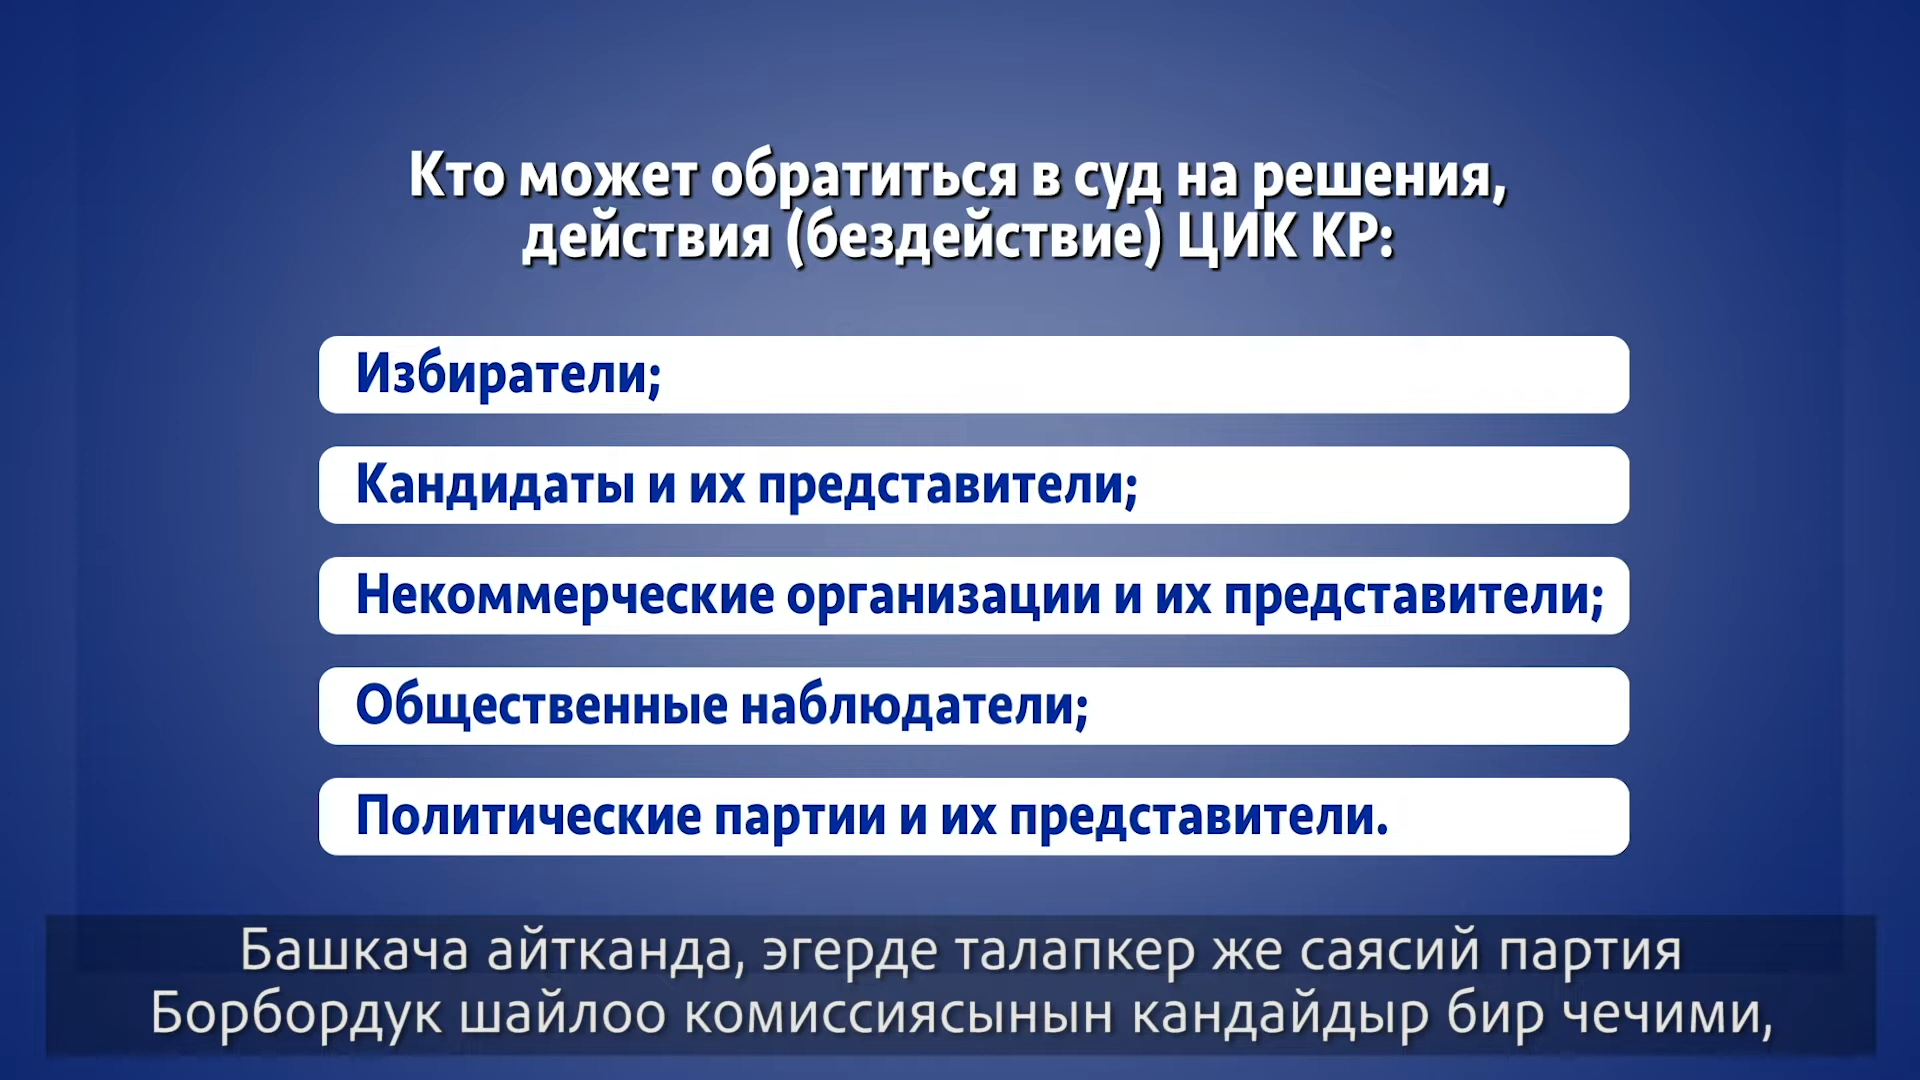 Кто может обратиться в суд на решения,
действия (бездействие) ЦИК КР:
Избиратели;
Кандидаты и их представители;
Некоммерческие организации и их представители;
Общественные наблюдатели;
Политические партии и их представители.
Башкача айтканда, эгерде талапкер же саясий партия
Борбордук шайлоо комиссиясынын кандайдыр бир чечими,